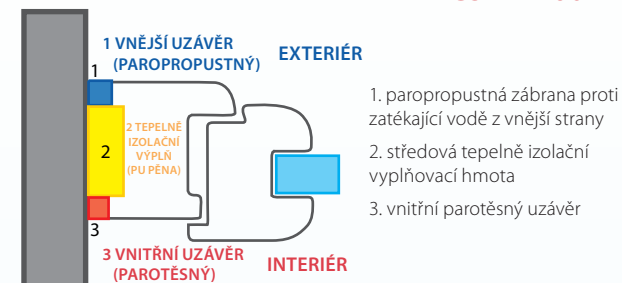 1 VNĚJŠÍ UZÁVĚR
(PAROPROPUSTNÝ)
EXTERIÉR
1
2 TEPELNĚ
IZOLAČNÍ
VÝPLŇ
(PU PĚNA)
2
3
3 VNITŘNÍ UZÁVĚR
(PAROTĚSNÝ)
INTERIÉR
1. paropropustná zábrana proti
zatékající vodě z vnější strany
2. středová tepelně izolační
vyplňovací hmota
3. vnitřní parotěsný uzávěr